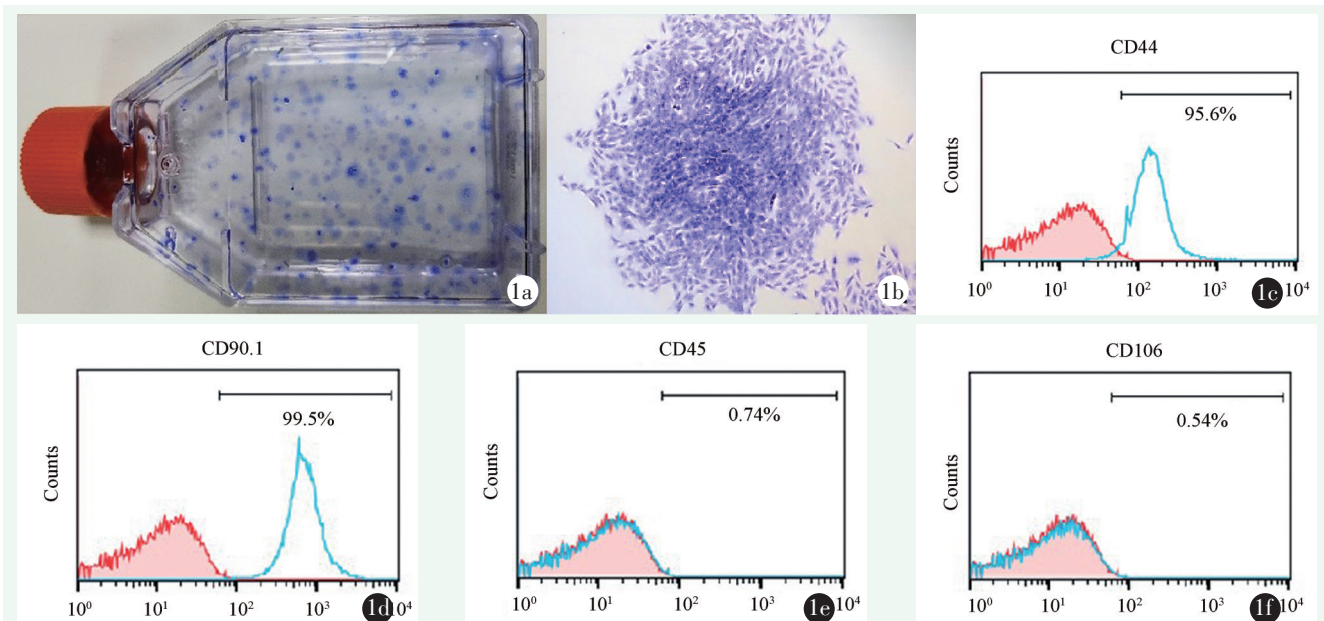 1a
1b
CD44
95.6%
Counts
10⁰ 10¹ 10² 10³ 10⁴
1c
CD90.1
99.5%
Counts
10⁰ 10¹ 10² 10³ 10⁴
1d
CD45
0.74%
Counts
10⁰ 10¹ 10² 10³ 10⁴
1e
CD106
0.54%
Counts
10⁰ 10¹ 10² 10³ 10⁴
1f